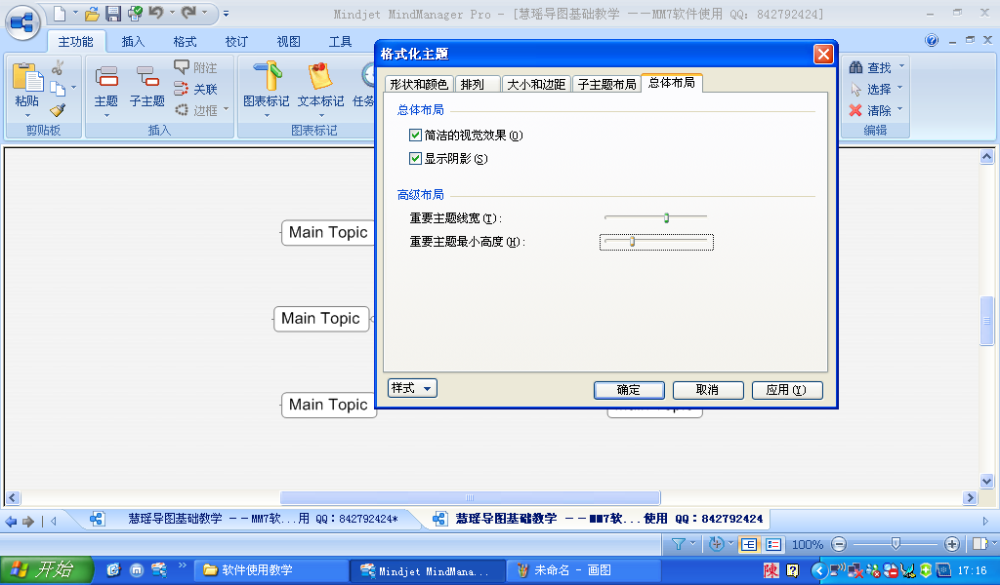 Mindjet MindManager Pro - [慧瑶导图基础教学 －－MM7软件使用 QQ：842792424]
主功能 插入 格式 校订 视图 工具
粘贴 主题 子主题 附注 关联 边框 图表标记 文本标记 查找 选择 清除
剪贴板 插入 图表标记 编辑
格式化主题
形状和颜色 排列 大小和边距 子主题布局 总体布局
总体布局
简洁的视觉效果(O)
显示阴影(S)
高级布局
重要主题线宽(T):
重要主题最小高度(H):
样式 确定 取消 应用(Y)
Main Topic
Main Topic
Main Topic
慧瑶导图基础教学 －－MM7软...用 QQ：842792424*
慧瑶导图基础教学 －－MM7软...使用 QQ：842792424
100%
开始 软件使用教学 Mindjet MindMana... 未命名 - 画图 陳 17:16